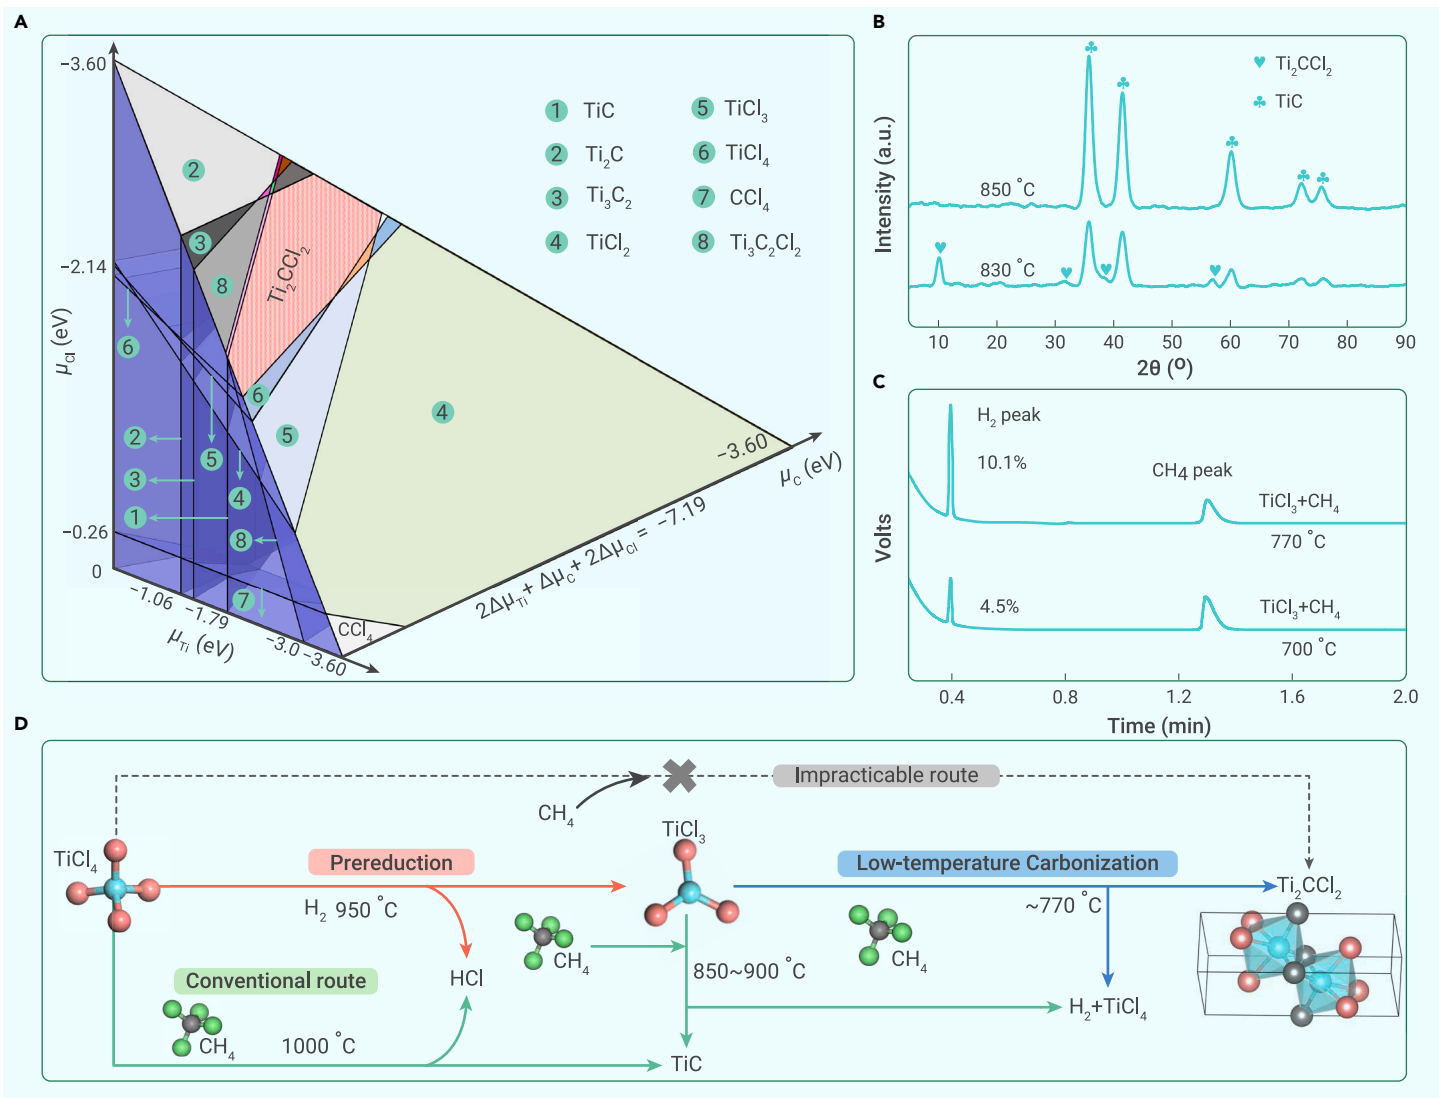 A
−3.60
−2.14
−0.26
0
μCl (eV)
−1.06
−1.79
−3.0
−3.60
μTi (eV)
−3.60
μC (eV)
2ΔμTi + ΔμC + 2ΔμCl = −7.19
1 TiC
2 Ti2C
3 Ti3C2
4 TiCl2
5 TiCl3
6 TiCl4
7 CCl4
8 Ti3C2Cl2
2
3
8
Ti2CCl2
6
5
4
6
2
5
3
4
1
8
7
CCl4
B
Intensity (a.u.)
♥ Ti2CCl2
♣ TiC
850 °C
830 °C
10 20 30 40 50 60 70 80 90
2θ (O)
C
Volts
H2 peak
10.1%
CH4 peak
TiCl3+CH4
770 °C
4.5%
TiCl3+CH4
700 °C
0.4 0.8 1.2 1.6 2.0
Time (min)
D
Impracticable route
CH4
TiCl4
TiCl3
Prereduction
Low-temperature Carbonization
Ti2CCl2
H2 950 °C
~770 °C
CH4
CH4
Conventional route
HCl
850~900 °C
H2+TiCl4
CH4
1000 °C
TiC